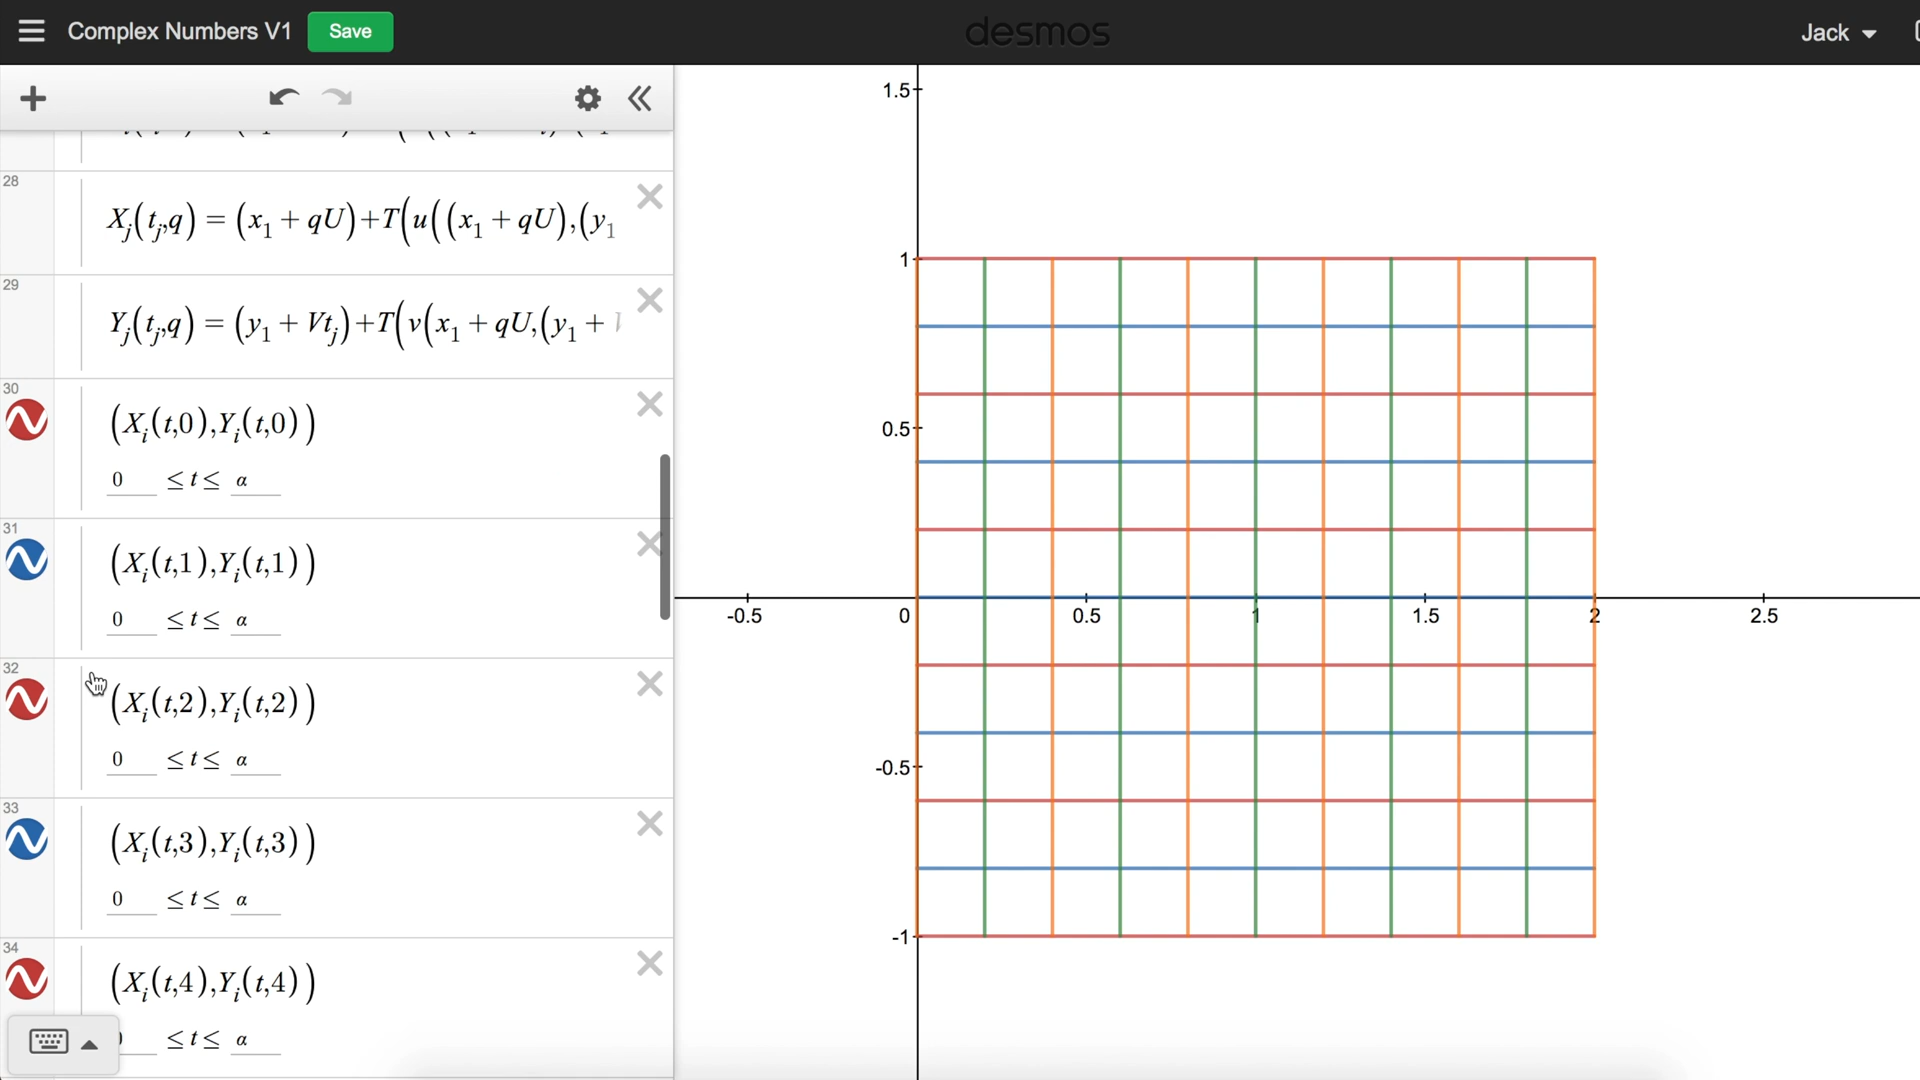 Complex Numbers V1 Save desmos Jack
28
X_j(t_j,q) = (x_1 + qU)+T(u((x_1 + qU),(y_1
29
Y_j(t_j,q) = (y_1 + Vt_j)+T(v(x_1 + qU,(y_1 +
30
(X_i(t,0),Y_i(t,0))
0 ≤ t ≤ α
31
(X_i(t,1),Y_i(t,1))
0 ≤ t ≤ α
32
(X_i(t,2),Y_i(t,2))
0 ≤ t ≤ α
33
(X_i(t,3),Y_i(t,3))
0 ≤ t ≤ α
34
(X_i(t,4),Y_i(t,4))
≤ t ≤ α
1.5
1
0.5
-0.5 0 0.5 1 1.5 2 2.5
-0.5
-1